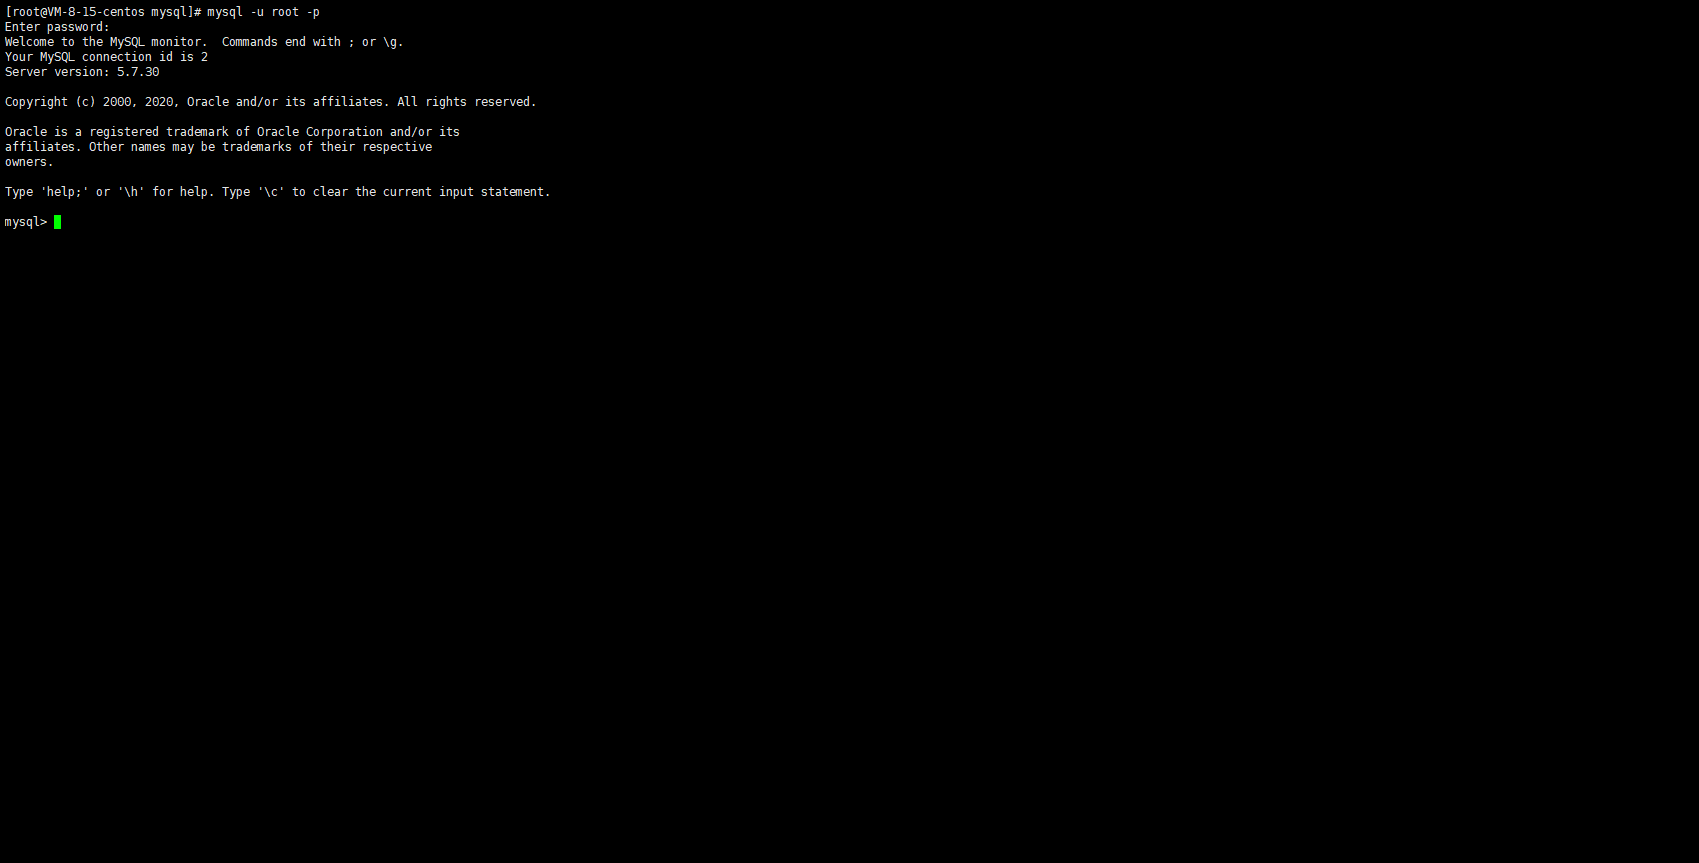 [root@VM-8-15-centos mysql]# mysql -u root -p
Enter password:
Welcome to the MySQL monitor.  Commands end with ; or \g.
Your MySQL connection id is 2
Server version: 5.7.30
Copyright (c) 2000, 2020, Oracle and/or its affiliates. All rights reserved.
Oracle is a registered trademark of Oracle Corporation and/or its
affiliates. Other names may be trademarks of their respective
owners.
Type 'help;' or '\h' for help. Type '\c' to clear the current input statement.
mysql>